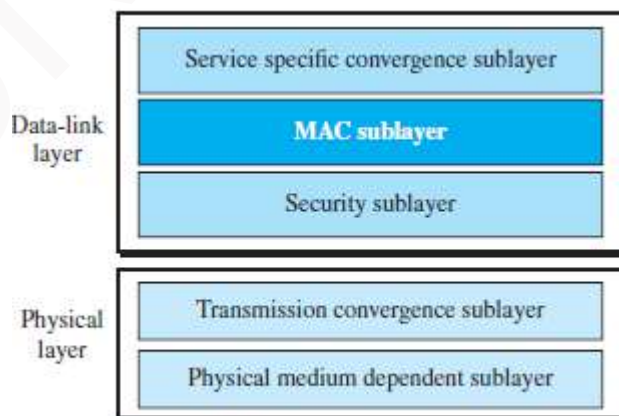 Service specific convergence sublayer
Data-link
layer
MAC sublayer
Security sublayer
Physical
layer
Transmission convergence sublayer
Physical medium dependent sublayer